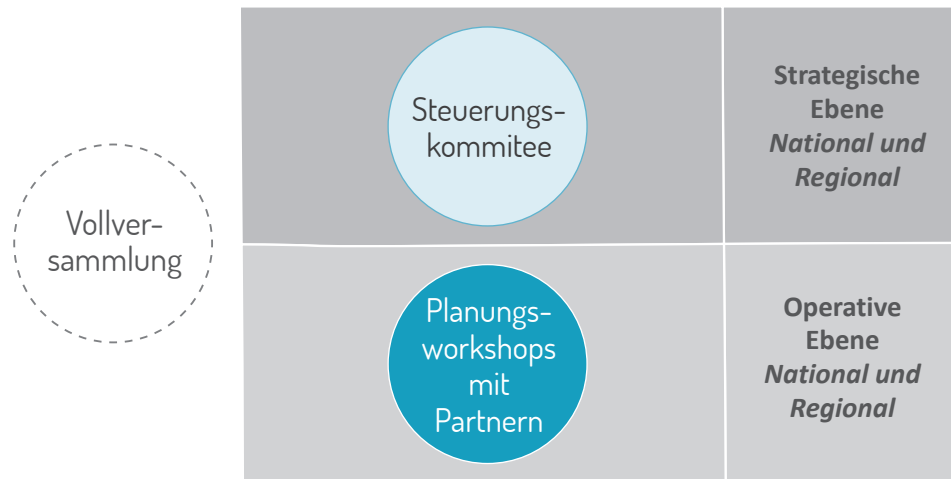 Vollver-
sammlung
Steuerungs-
kommitee
Strategische
Ebene
National und
Regional
Planungs-
workshops
mit
Partnern
Operative
Ebene
National und
Regional